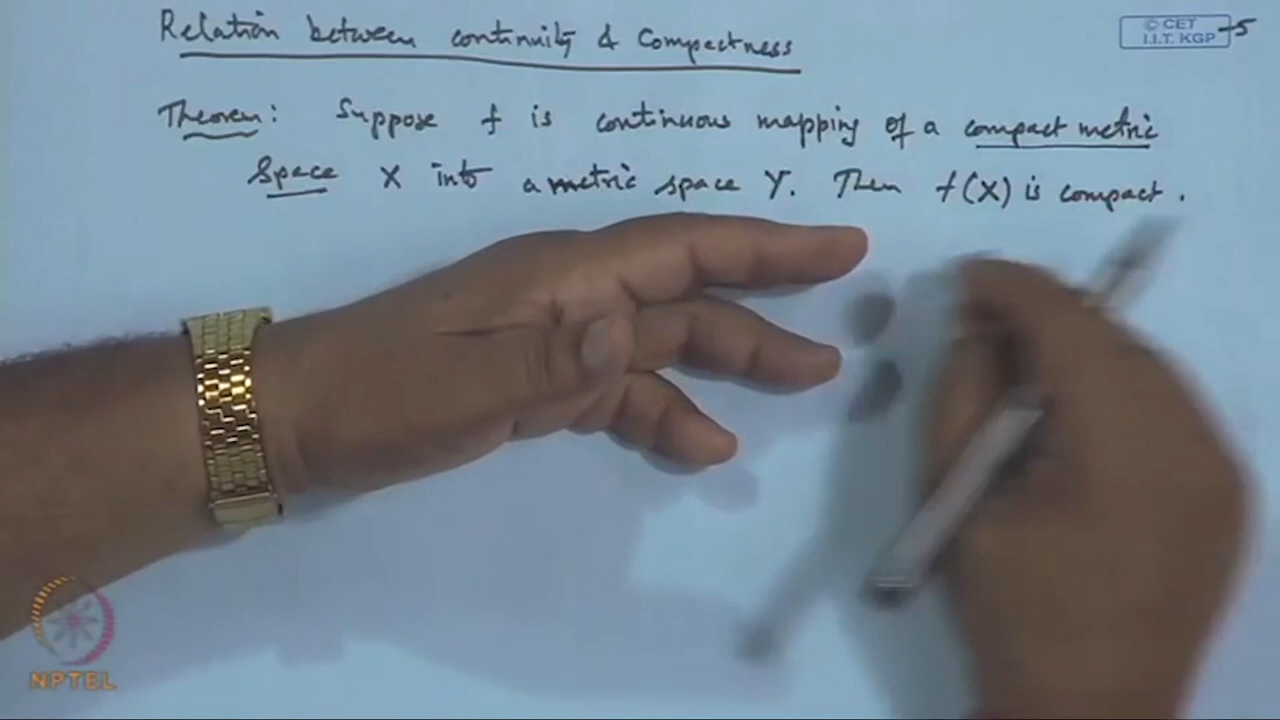 Relation between continuity & Compactness
© CET
I.I.T. KGP
5
Theorem: Suppose f is continuous mapping of a compact metric
Space X into a metric space Y. Then f(X) is compact.
NPTEL